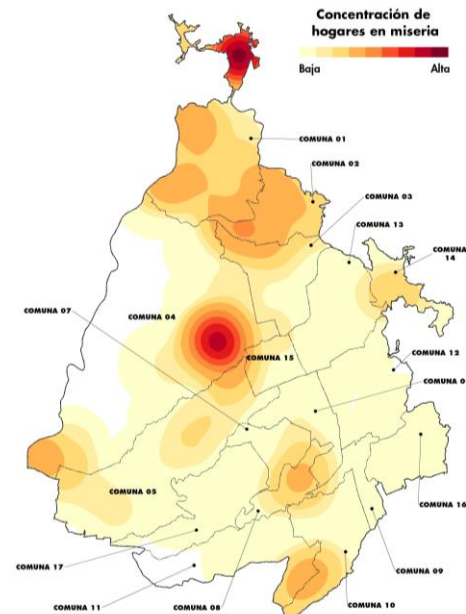 Concentración de
hogares en miseria
Baja Alta
COMUNA 01
COMUNA 02
COMUNA 03
COMUNA 13
COMUNA
14
COMUNA 07
COMUNA 04
COMUNA 15
COMUNA 12
COMUNA 0
COMUNA 05
COMUNA 16
COMUNA 17
COMUNA 09
COMUNA 11
COMUNA 08
COMUNA 10